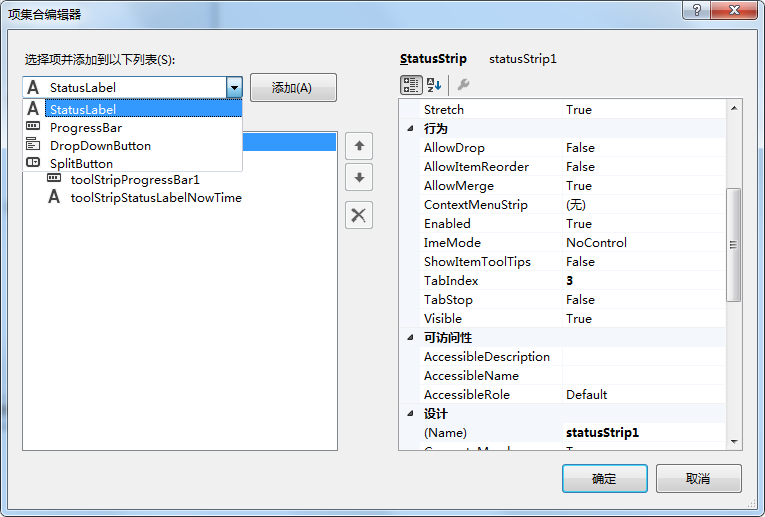 项集合编辑器
选择项并添加到以下列表(S):
StatusLabel
添加(A)
StatusLabel
ProgressBar
DropDownButton
SplitButton
toolStripProgressBar1
toolStripStatusLabelNowTime
StatusStrip statusStrip1
Stretch True
行为
AllowDrop False
AllowItemReorder False
AllowMerge True
ContextMenuStrip (无)
Enabled True
ImeMode NoControl
ShowItemToolTips False
TabIndex 3
TabStop False
Visible True
可访问性
AccessibleDescription
AccessibleName
AccessibleRole Default
设计
(Name) statusStrip1
确定
取消